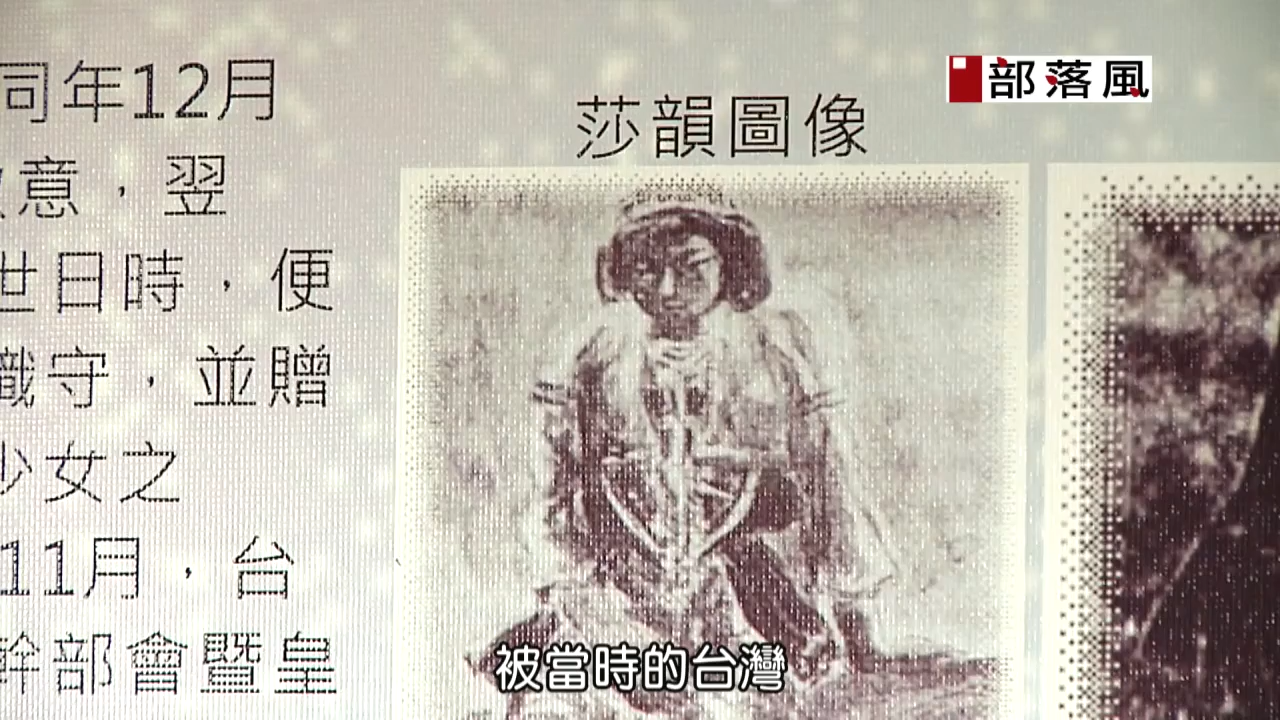 部落風
莎韻圖像
同年12月
意，翌
世日時，便
職守，並贈
少女之
11月，台
幹部會暨皇
被當時的台灣